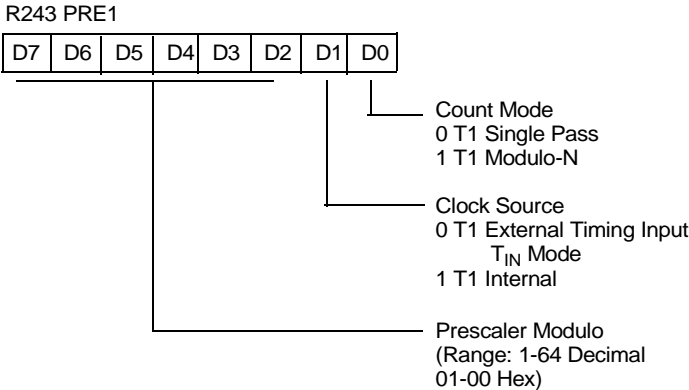 R243 PRE1
D7 D6 D5 D4 D3 D2 D1 D0
Count Mode
0 T1 Single Pass
1 T1 Modulo-N
Clock Source
0 T1 External Timing Input
TIN Mode
1 T1 Internal
Prescaler Modulo
(Range: 1-64 Decimal
01-00 Hex)